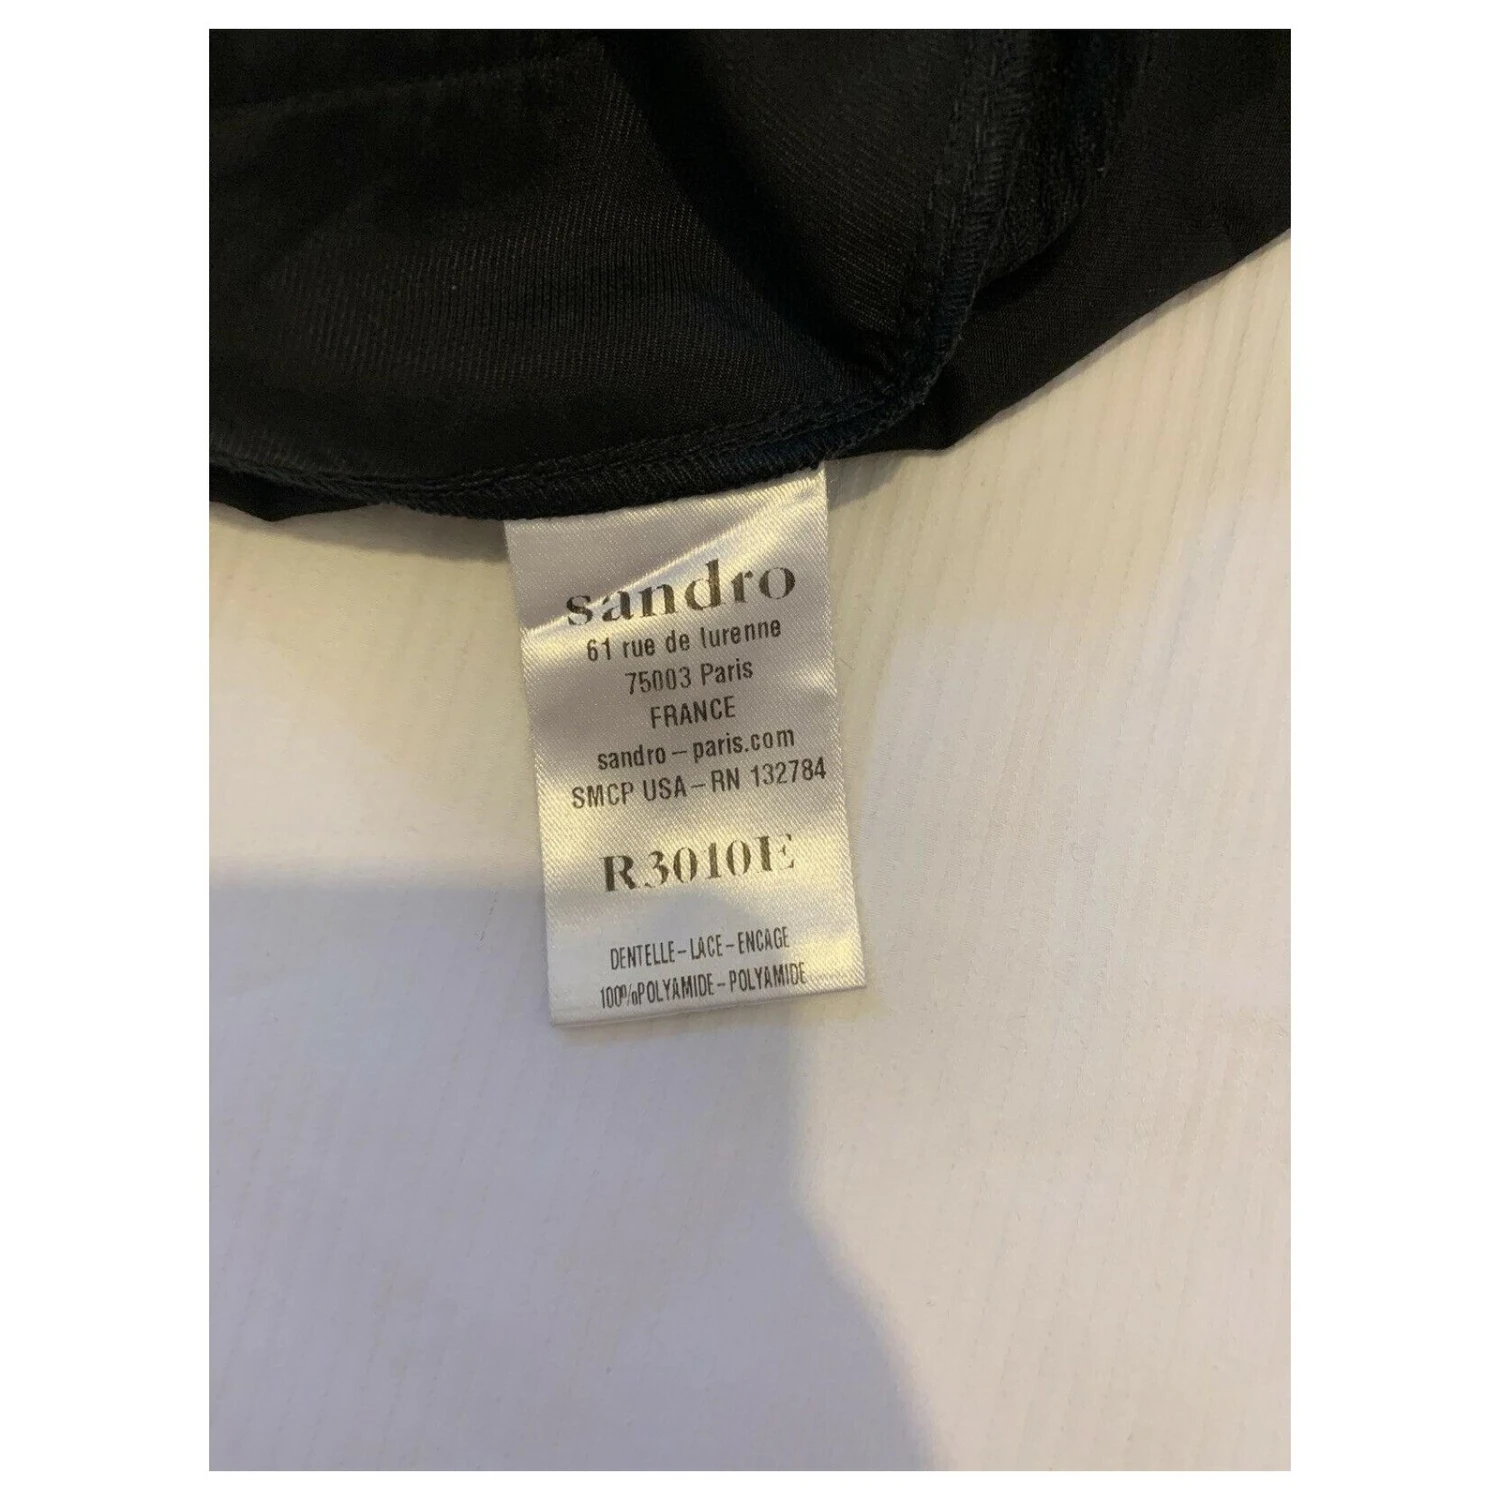 sandro
61 rue de turenne
75003 Paris
FRANCE
sandro-paris.com
SMCP USA-RN 132784
R3010E
DENTELLE-LACE-ENCAGE
100%POLYAMIDE-POLYAMIDE